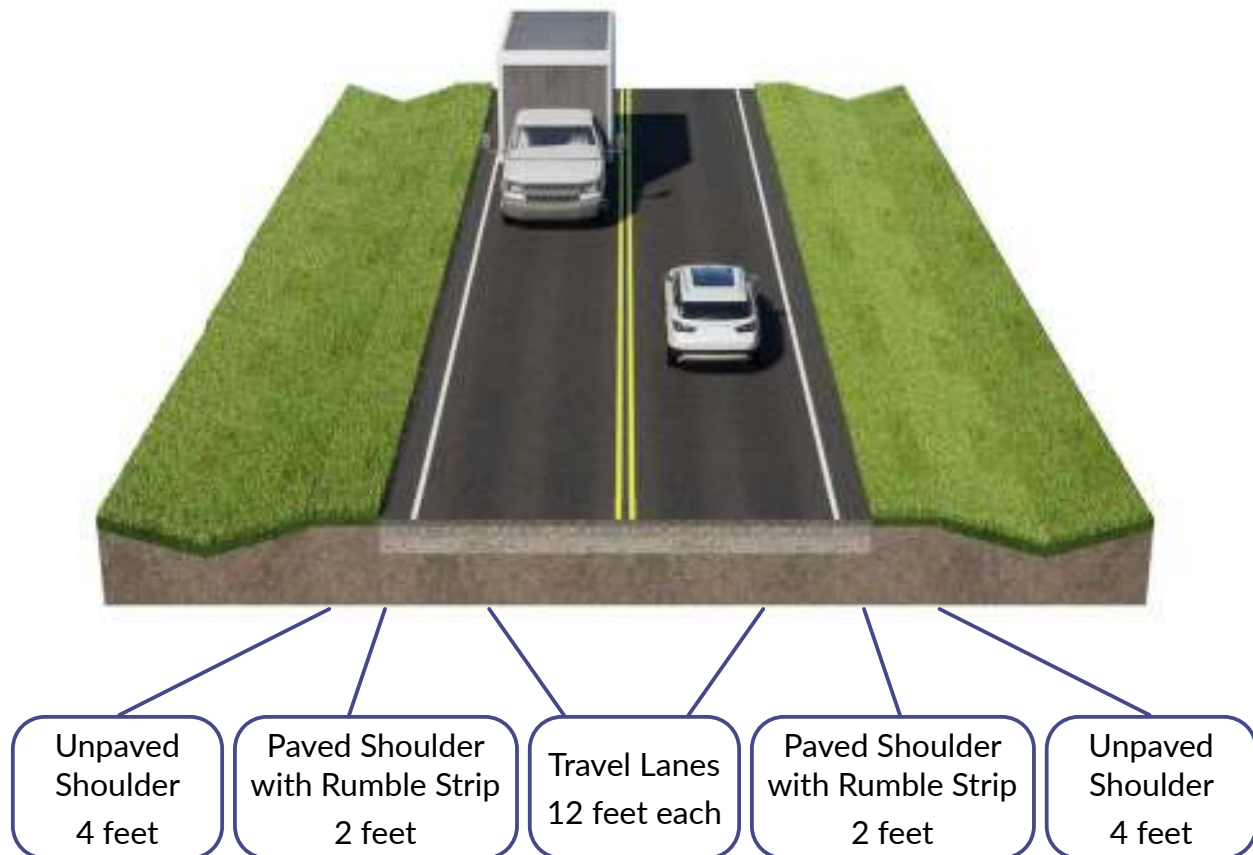 Unpaved
Shoulder
4 feet
Paved Shoulder
with Rumble Strip
2 feet
Travel Lanes
12 feet each
Paved Shoulder
with Rumble Strip
2 feet
Unpaved
Shoulder
4 feet